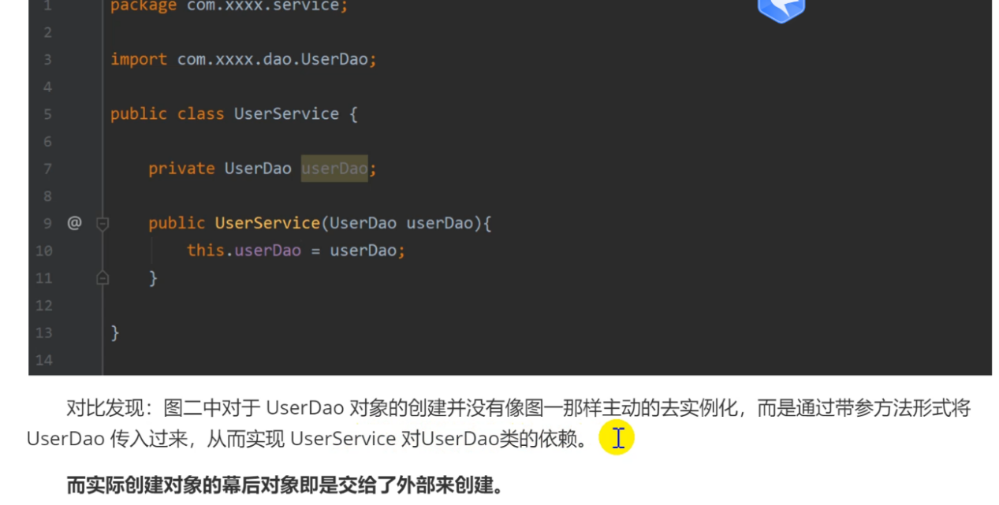 1 package com.xxxx.service;
2
3 import com.xxxx.dao.UserDao;
4
5 public class UserService {
6
7 private UserDao userDao;
8
9 @ public UserService(UserDao userDao){
10 this.userDao = userDao;
11 }
12
13 }
14
对比发现：图二中对于 UserDao 对象的创建并没有像图一那样主动的去实例化，而是通过带参方法形式将
UserDao 传入过来，从而实现 UserService 对UserDao类的依赖。
而实际创建对象的幕后对象即是交给了外部来创建。